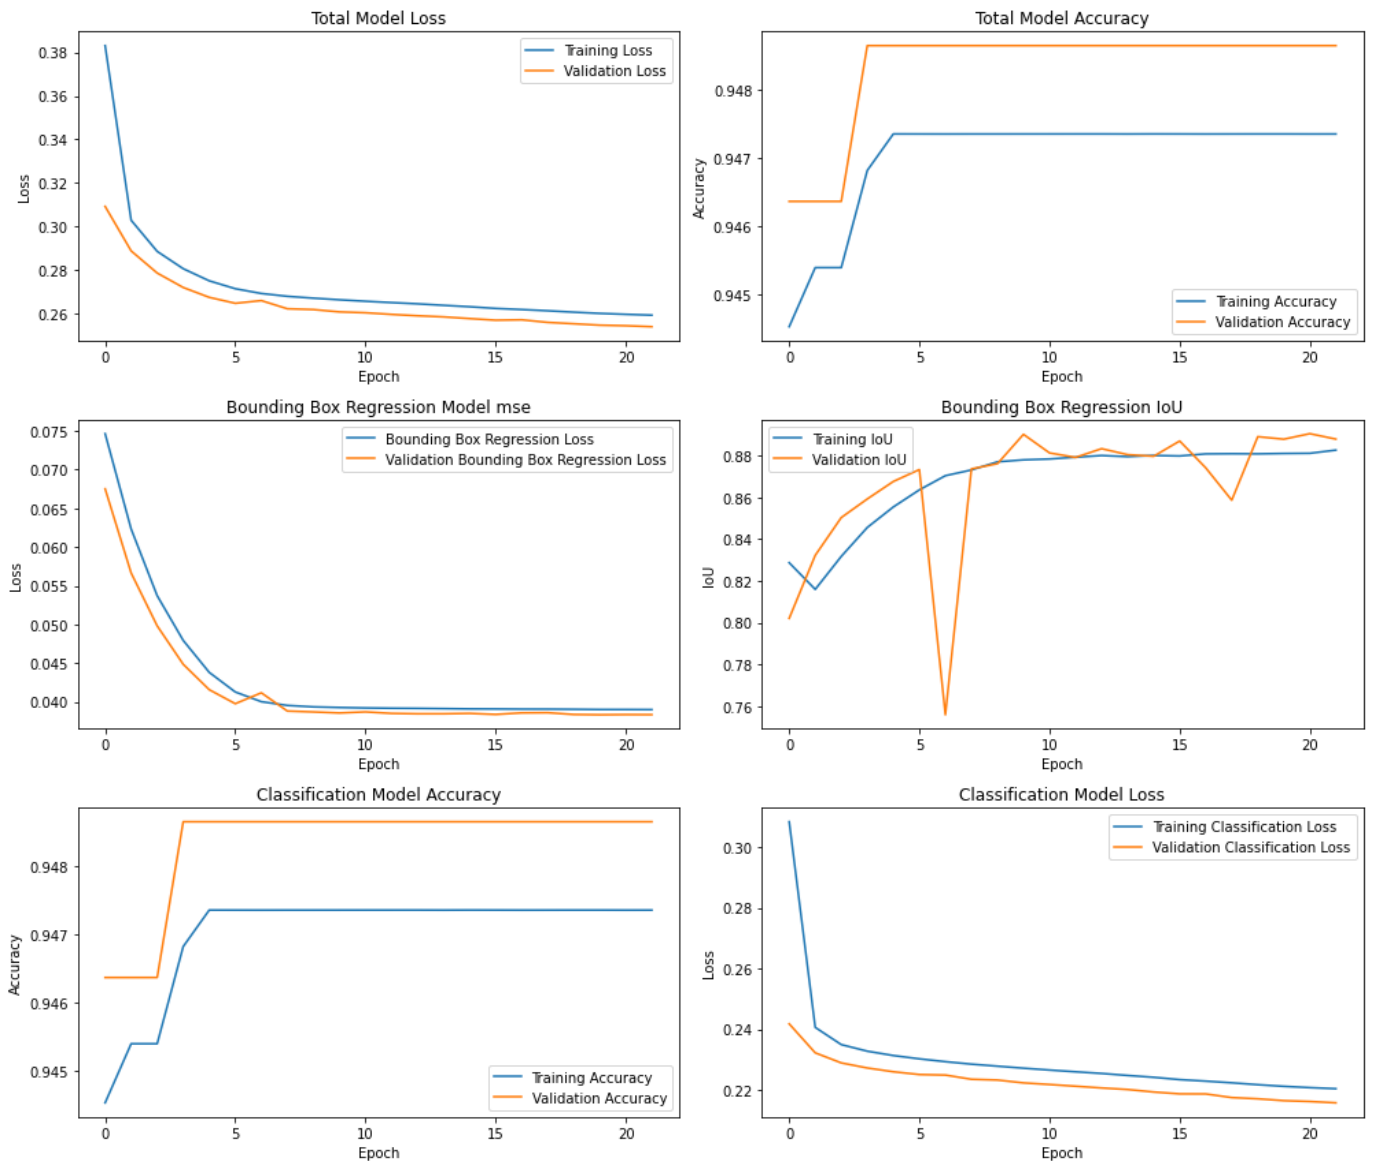 Total Model Loss
Loss
0.38
0.36
0.34
0.32
0.30
0.28
0.26
Training Loss
Validation Loss
0 5 10 15 20
Epoch
Total Model Accuracy
Accuracy
0.948
0.947
0.946
0.945
Training Accuracy
Validation Accuracy
0 5 10 15 20
Epoch
Bounding Box Regression Model mse
Loss
0.075
0.070
0.065
0.060
0.055
0.050
0.045
0.040
Bounding Box Regression Loss
Validation Bounding Box Regression Loss
0 5 10 15 20
Epoch
Bounding Box Regression IoU
IoU
0.88
0.86
0.84
0.82
0.80
0.78
0.76
Training IoU
Validation IoU
0 5 10 15 20
Epoch
Classification Model Accuracy
Accuracy
0.948
0.947
0.946
0.945
Training Accuracy
Validation Accuracy
0 5 10 15 20
Epoch
Classification Model Loss
Loss
0.30
0.28
0.26
0.24
0.22
Training Classification Loss
Validation Classification Loss
0 5 10 15 20
Epoch